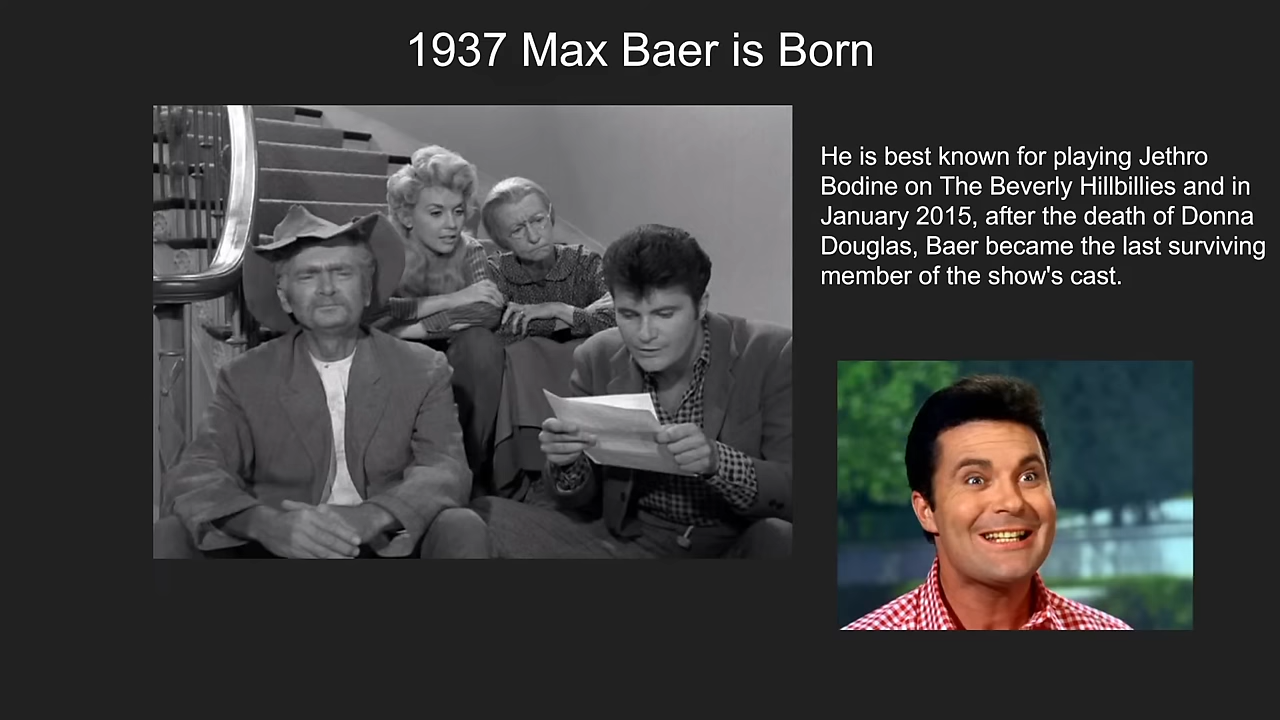 1937 Max Baer is Born
He is best known for playing Jethro
Bodine on The Beverly Hillbillies and in
January 2015, after the death of Donna
Douglas, Baer became the last surviving
member of the show's cast.